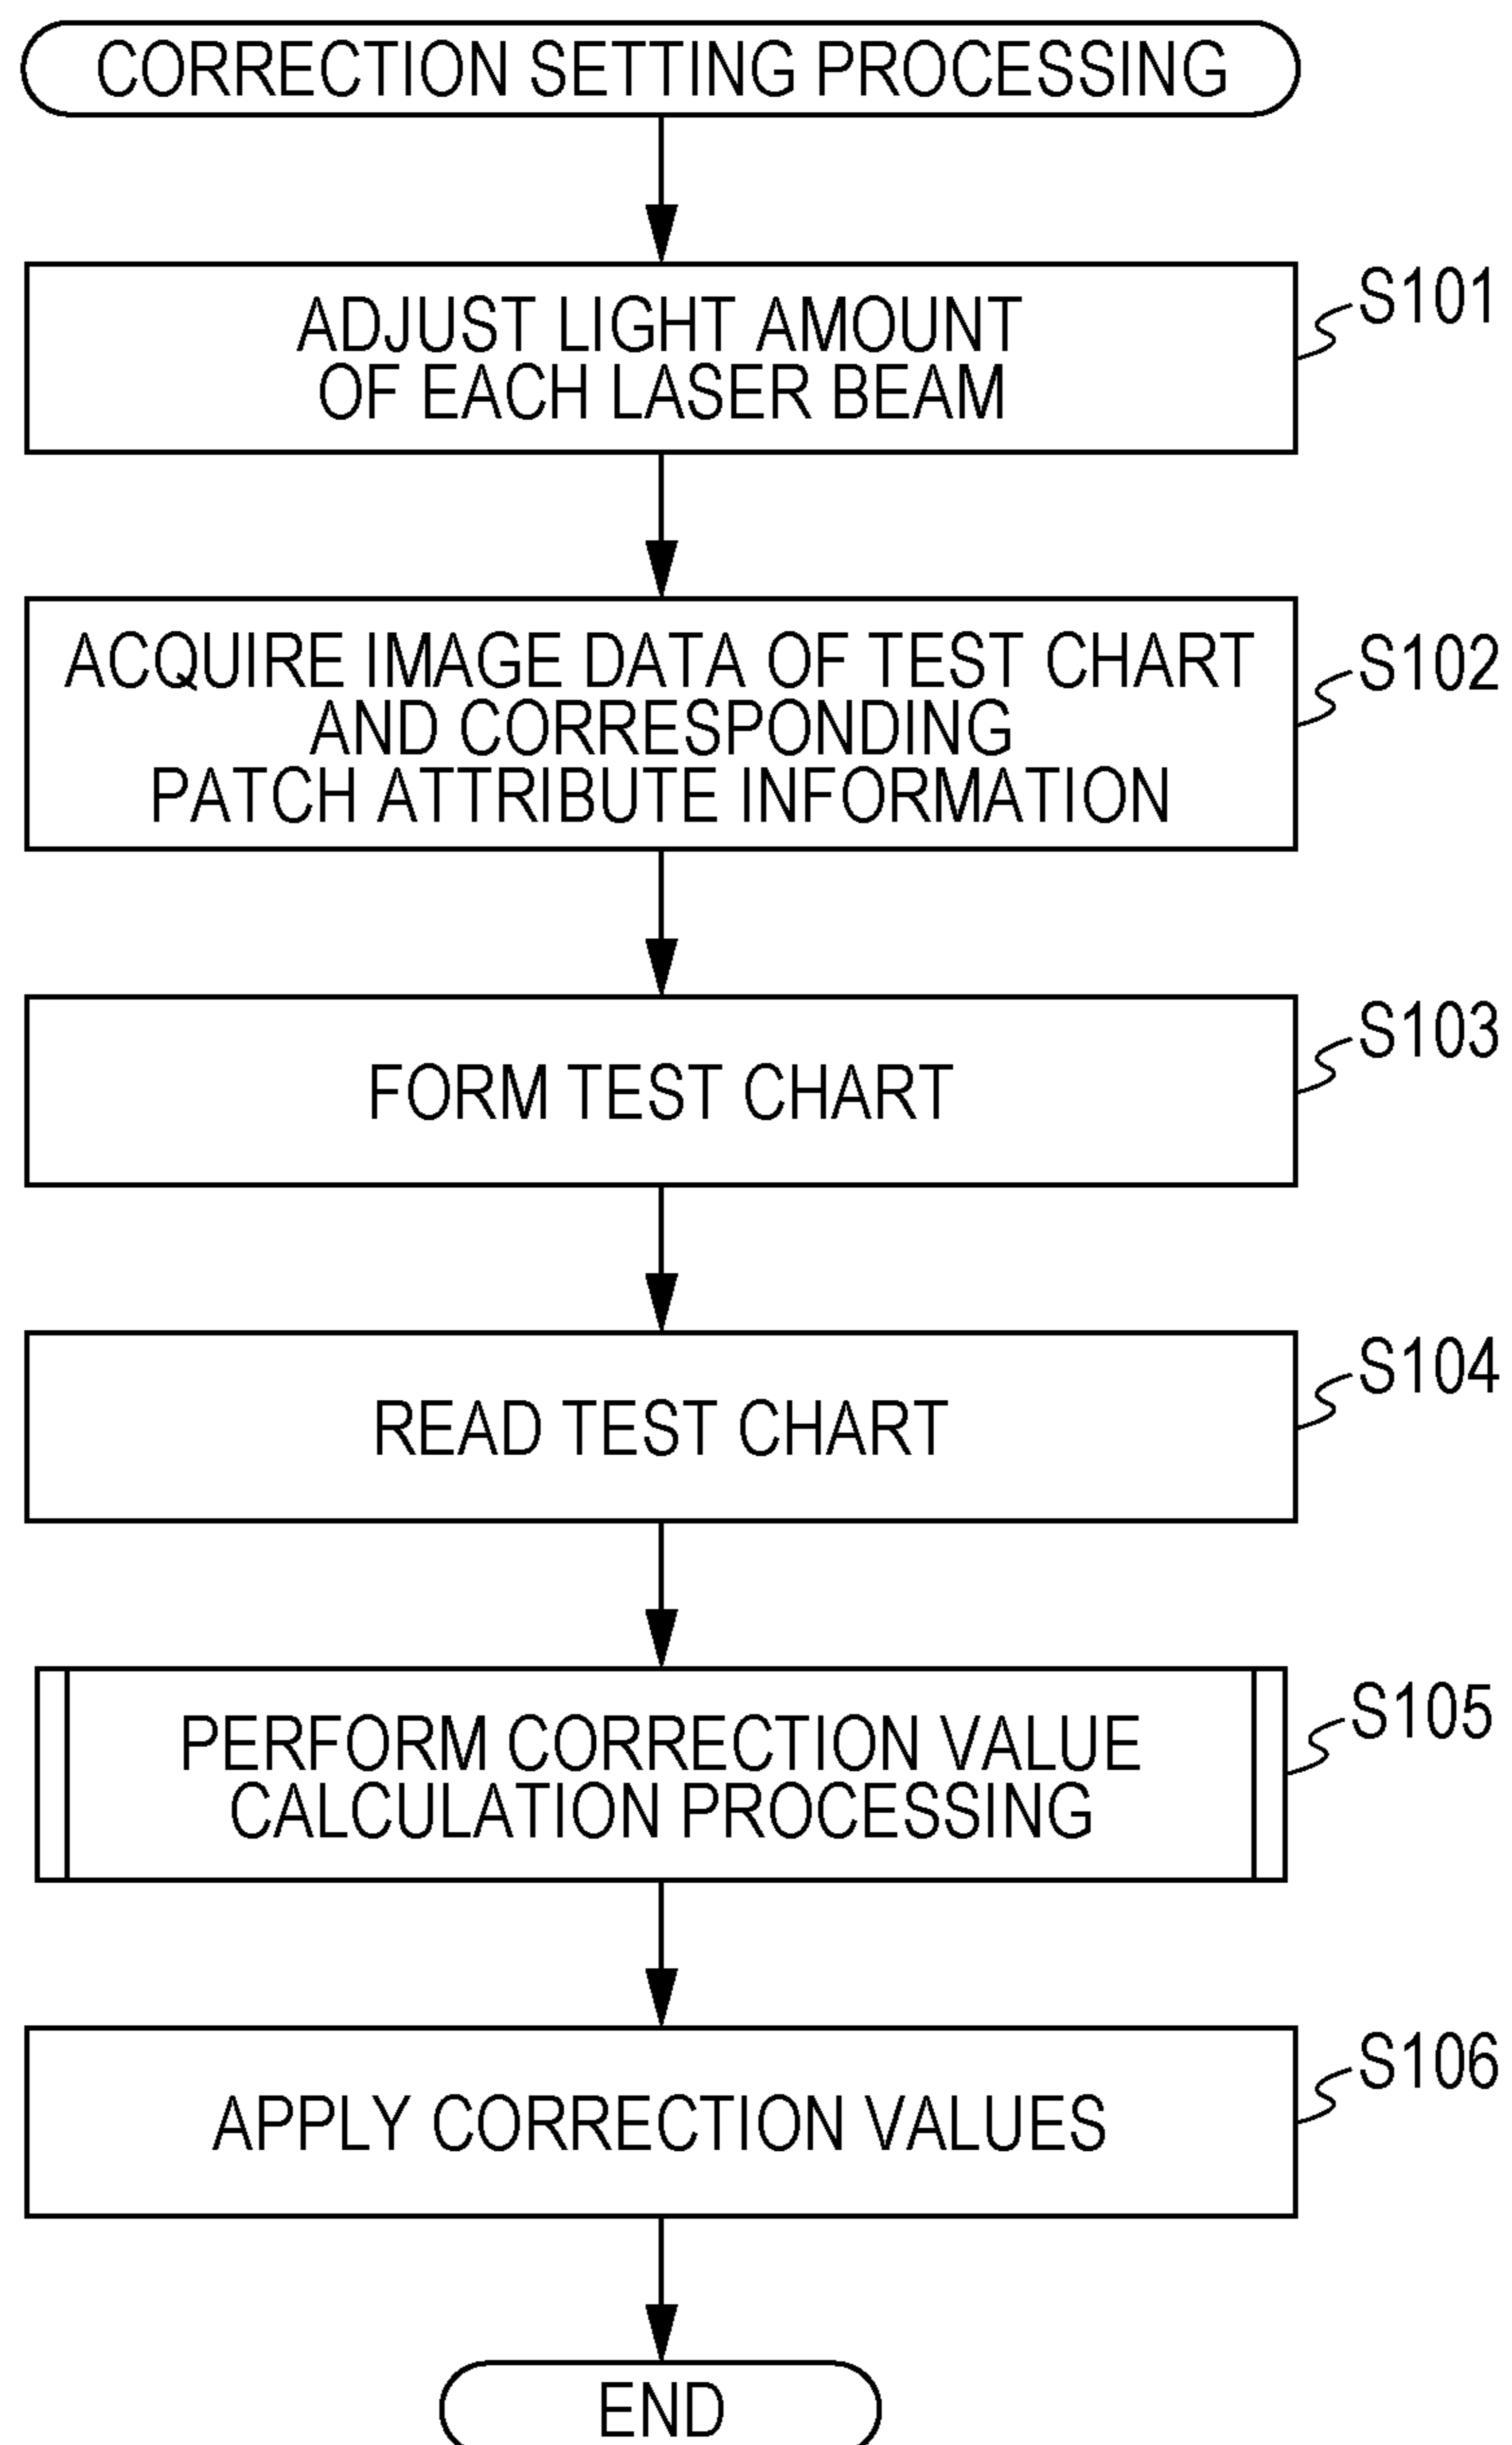 CORRECTION SETTING PROCESSING
ADJUST LIGHT AMOUNT
OF EACH LASER BEAM
S101
ACQUIRE IMAGE DATA OF TEST CHART
AND CORRESPONDING
PATCH ATTRIBUTE INFORMATION
S102
FORM TEST CHART
S103
READ TEST CHART
S104
PERFORM CORRECTION VALUE
CALCULATION PROCESSING
S105
APPLY CORRECTION VALUES
S106
END